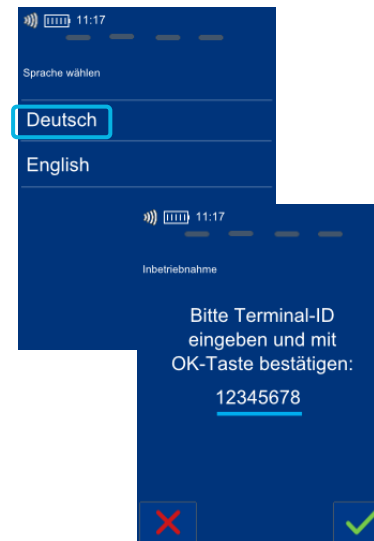 11:17
Sprache wählen
Deutsch
English
11:17
Inbetriebnahme
Bitte Terminal-ID
eingeben und mit
OK-Taste bestätigen:
12345678